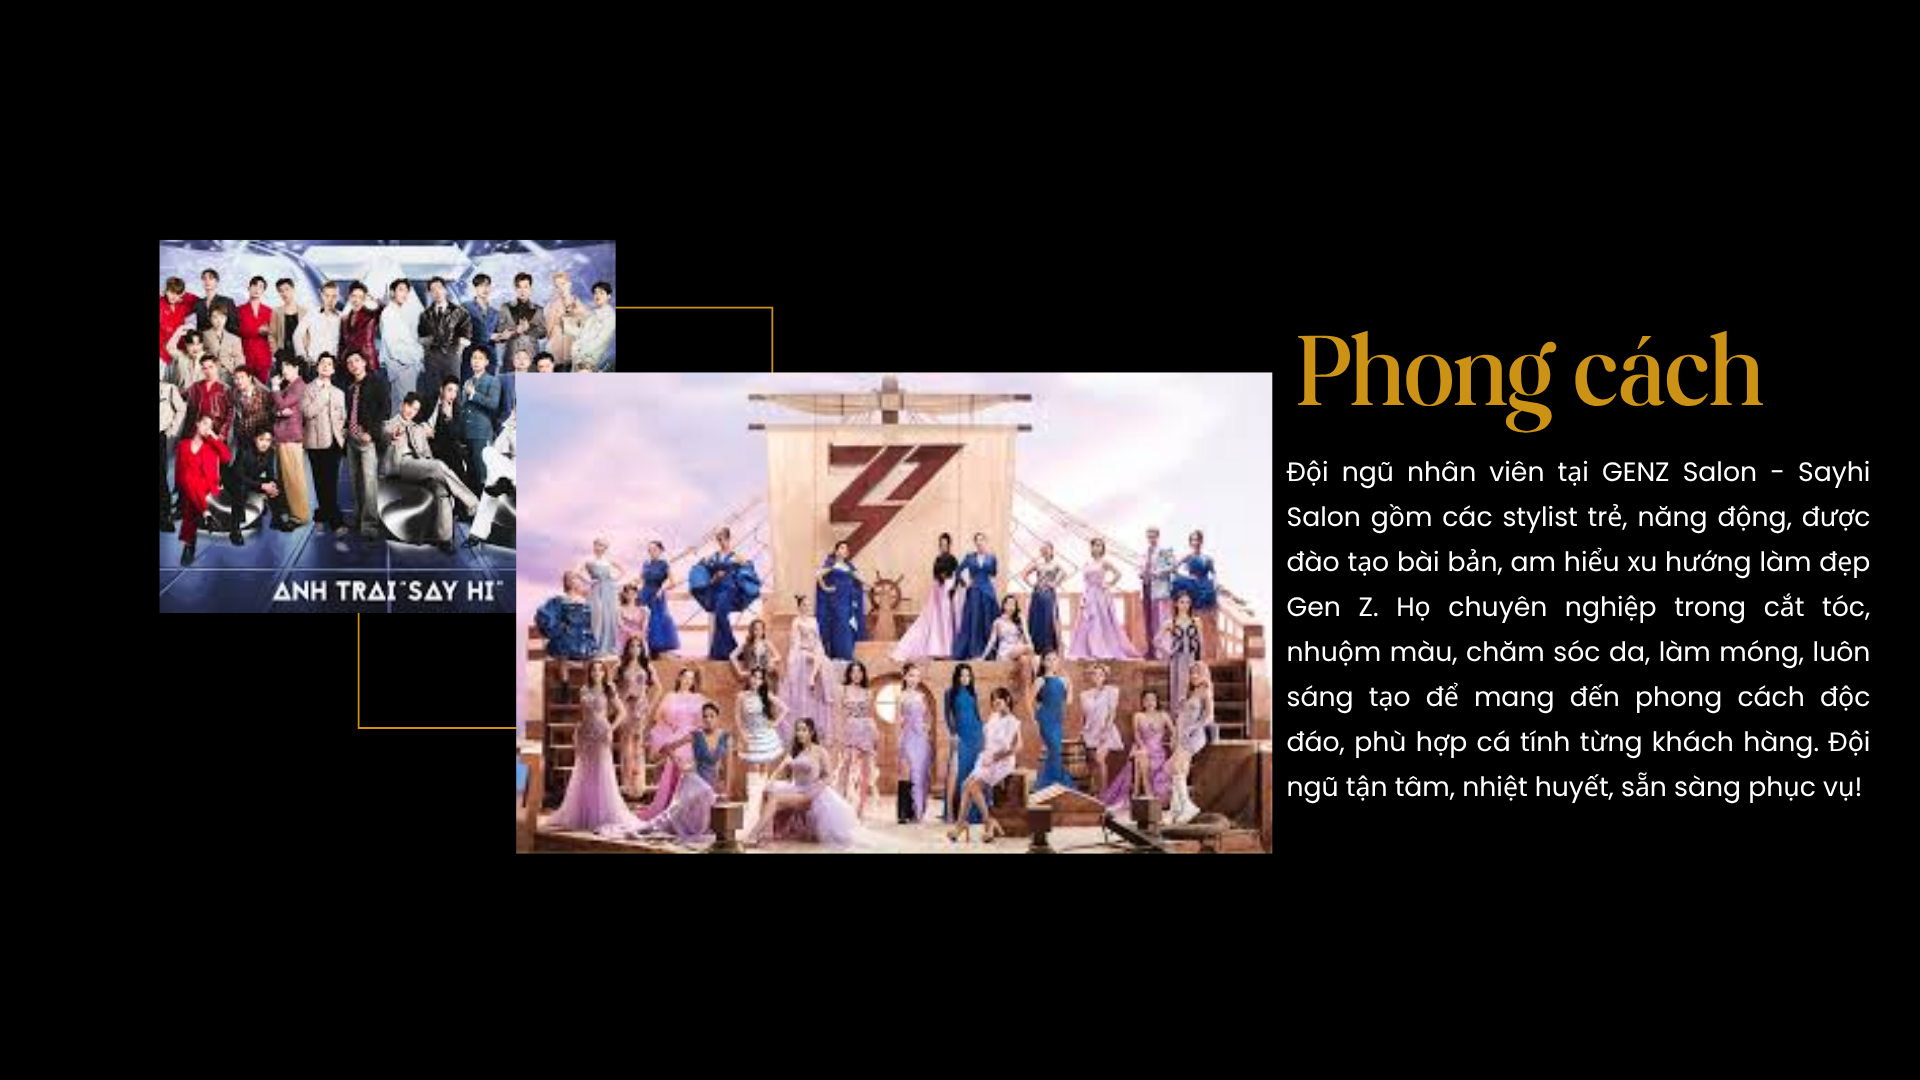 ANH TRAI "SAY HI"
Phong cách
Đội ngũ nhân viên tại GENZ Salon - Sayhi
Salon gồm các stylist trẻ, năng động, được
đào tạo bài bản, am hiểu xu hướng làm đẹp
Gen Z. Họ chuyên nghiệp trong cắt tóc,
nhuộm màu, chăm sóc da, làm móng, luôn
sáng tạo để mang đến phong cách độc
đáo, phù hợp cá tính từng khách hàng. Đội
ngũ tận tâm, nhiệt huyết, sẵn sàng phục vụ!